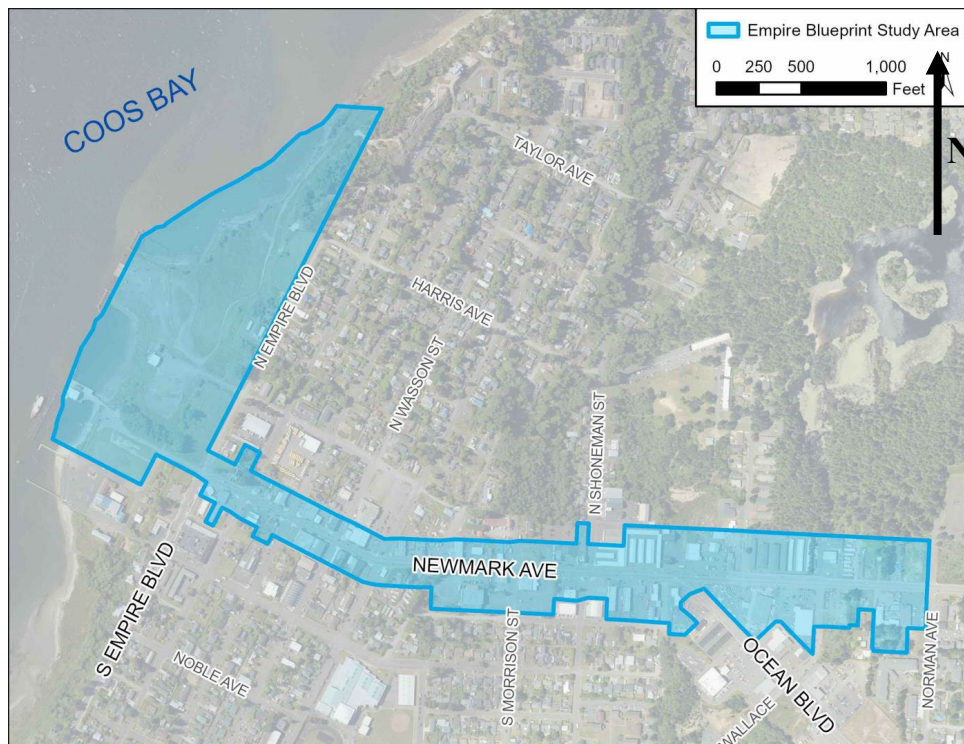 Empire Blueprint Study Area
0 250 500 1,000
Feet
N
N
COOS BAY
TAYLOR AVE
N EMPIRE BLVD
HARRIS AVE
N WASSON ST
N SHONEMAN ST
NEWMARK AVE
S EMPIRE BLVD
NOBLE AVE
S MORRISON ST
OCEAN BLVD
WALLACE
NORMAN AVE